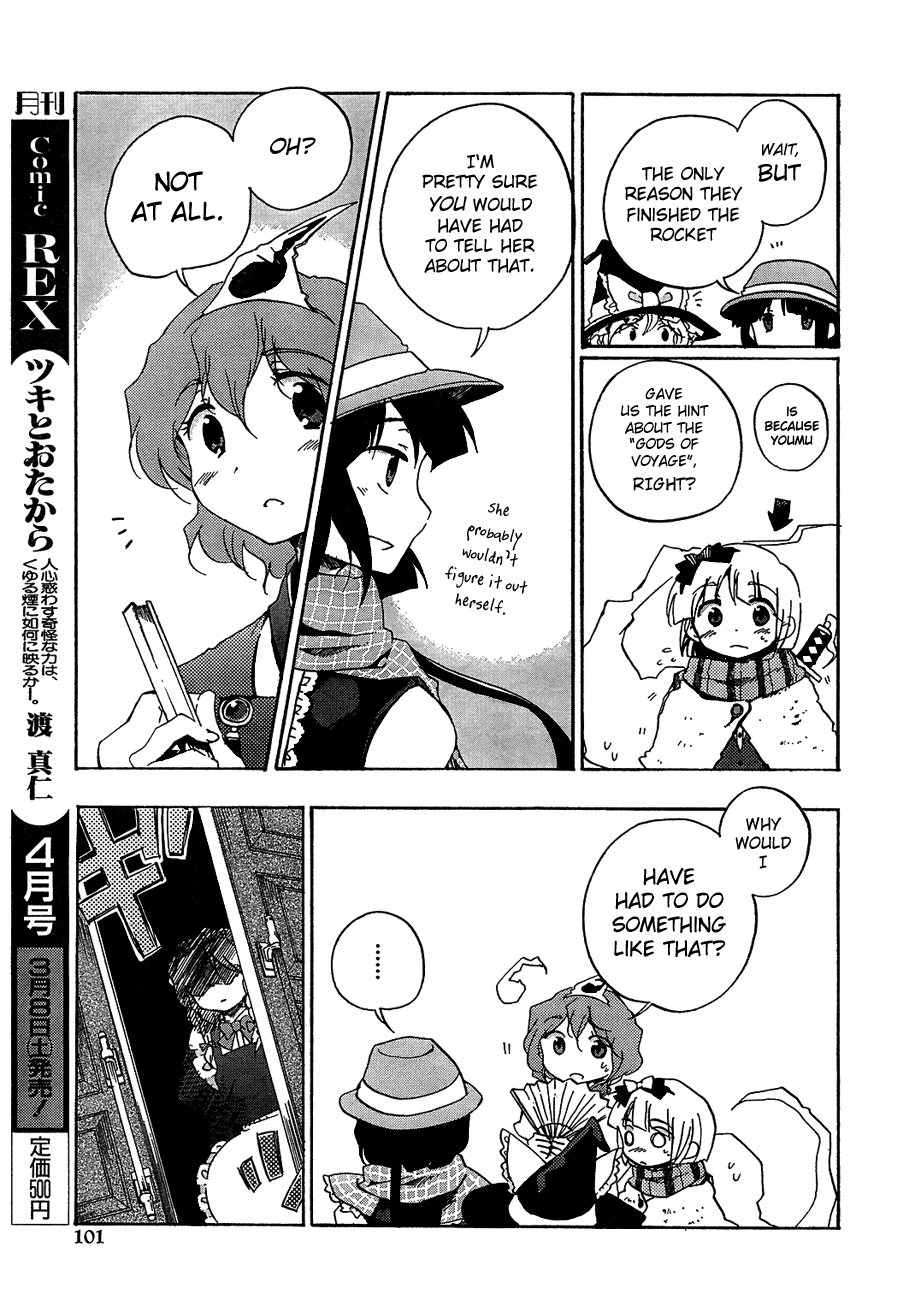 WAIT,
BUT
THE ONLY
REASON THEY
FINISHED THE
ROCKET
IS
BECAUSE
YOUMU
GAVE
US THE HINT
ABOUT THE
"GODS OF
VOYAGE",
RIGHT?
I'M
PRETTY SURE
YOU WOULD
HAVE HAD
TO TELL HER
ABOUT THAT.
She
probably
wouldn't
figure it out
herself.
OH?
NOT
AT ALL.
WHY
WOULD
I
HAVE
HAD TO DO
SOMETHING
LIKE THAT?
……
ギ
月刊
Comic REX
ツキとおたから
人心惑わす奇怪な力は、
くゆる煙に如何に映るか―。
渡 真仁
4月号
3月8日土発売!
定価500円
101